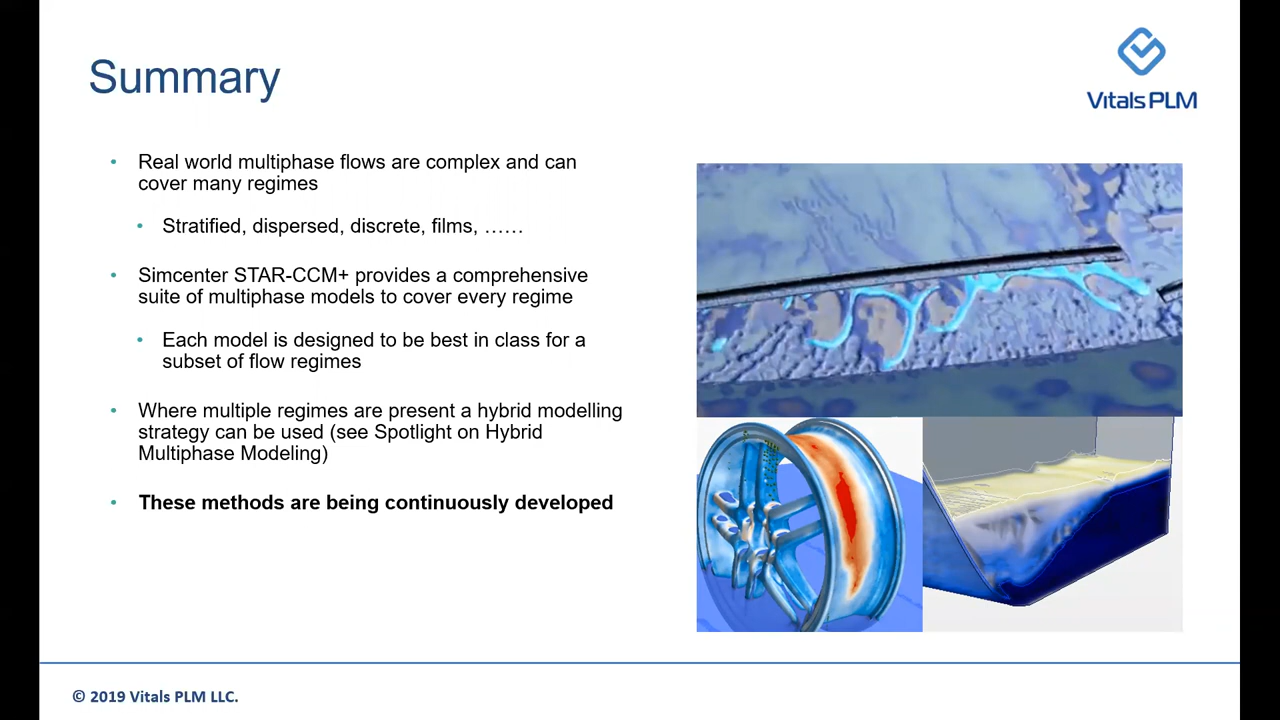 Summary
Vitals PLM
• Real world multiphase flows are complex and can
cover many regimes
• Stratified, dispersed, discrete, films, ……
• Simcenter STAR-CCM+ provides a comprehensive
suite of multiphase models to cover every regime
• Each model is designed to be best in class for a
subset of flow regimes
• Where multiple regimes are present a hybrid modelling
strategy can be used (see Spotlight on Hybrid
Multiphase Modeling)
• These methods are being continuously developed
© 2019 Vitals PLM LLC.